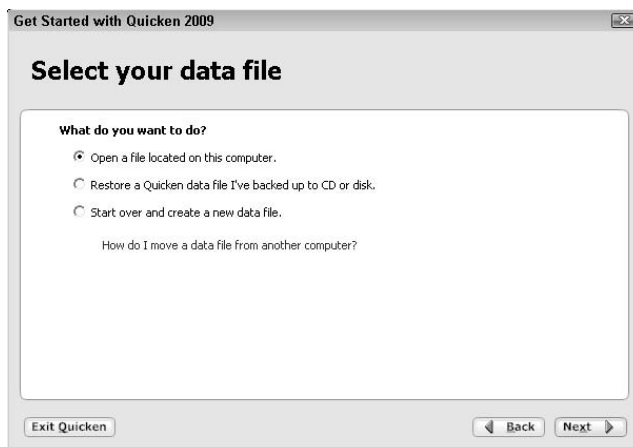 Get Started with Quicken 2009
Select your data file
What do you want to do?
Open a file located on this computer.
Restore a Quicken data file I've backed up to CD or disk.
Start over and create a new data file.
How do I move a data file from another computer?
Exit Quicken
Back
Next